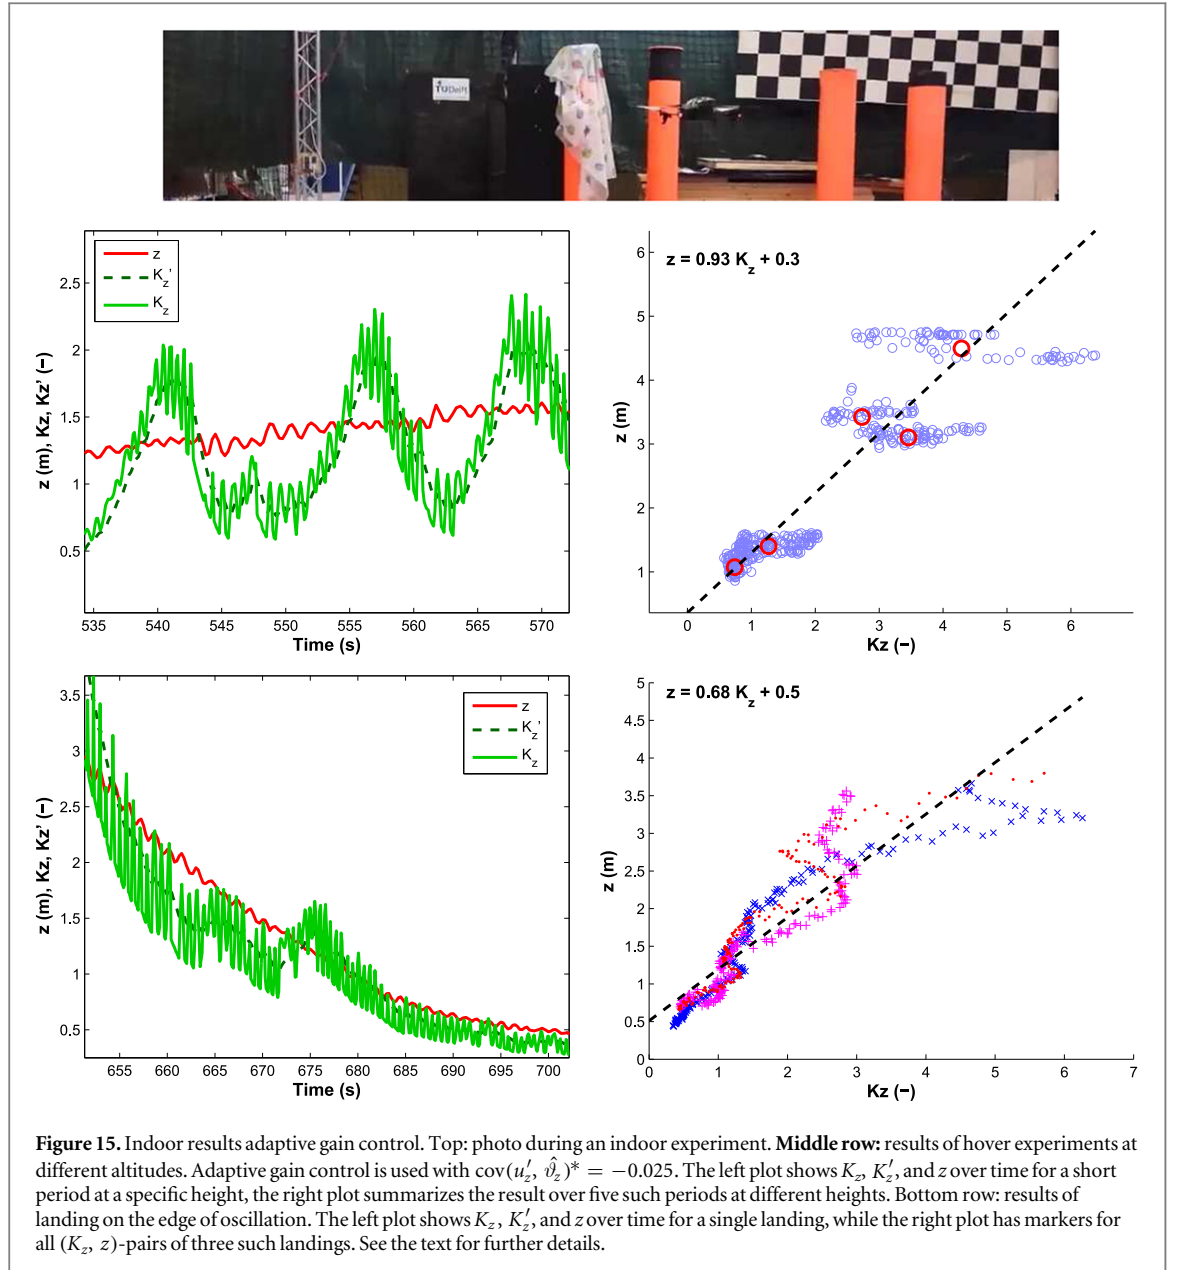 TUDelft
z
Kz'
Kz
2.5
2
1.5
1
0.5
z (m), Kz, Kz' (−)
535 540 545 550 555 560 565 570
Time (s)
z = 0.93 Kz + 0.3
6
5
4
3
2
1
z (m)
0 1 2 3 4 5 6
Kz (−)
z
Kz'
Kz
3.5
3
2.5
2
1.5
1
0.5
z (m), Kz, Kz' (−)
655 660 665 670 675 680 685 690 695 700
Time (s)
z = 0.68 Kz + 0.5
5
4.5
4
3.5
3
2.5
2
1.5
1
0.5
0
z (m)
0 1 2 3 4 5 6 7
Kz (−)
Figure 15. Indoor results adaptive gain control. Top: photo during an indoor experiment. Middle row: results of hover experiments at
different altitudes. Adaptive gain control is used with cov(u′z, ϑ̂z)* = −0.025. The left plot shows Kz, K′z, and z over time for a short
period at a specific height, the right plot summarizes the result over five such periods at different heights. Bottom row: results of
landing on the edge of oscillation. The left plot shows Kz, K′z, and z over time for a single landing, while the right plot has markers for
all (Kz, z)-pairs of three such landings. See the text for further details.